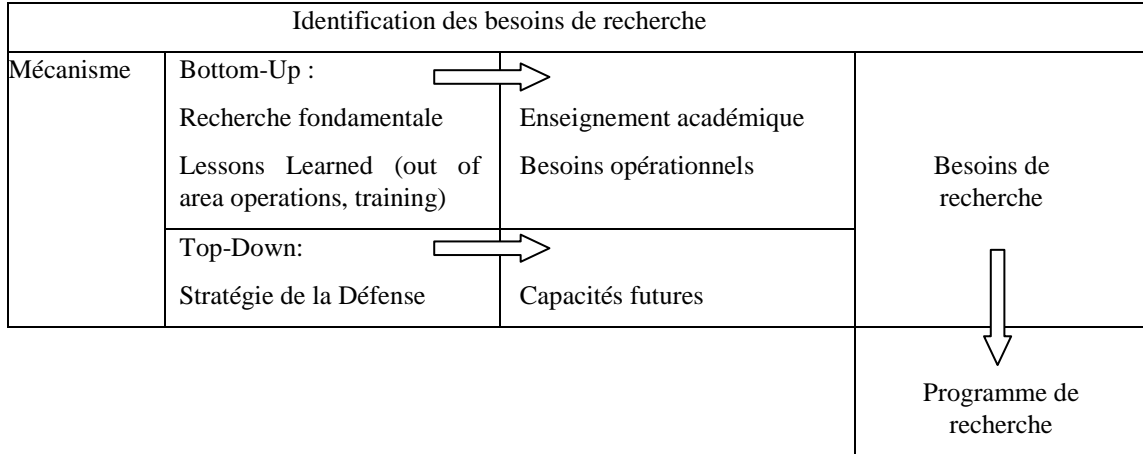 Identification des besoins de recherche
Mécanisme
Bottom-Up :
Recherche fondamentale
Lessons Learned (out of
area operations, training)
Enseignement académique
Besoins opérationnels
Top-Down:
Stratégie de la Défense
Capacités futures
Besoins de
recherche
Programme de
recherche